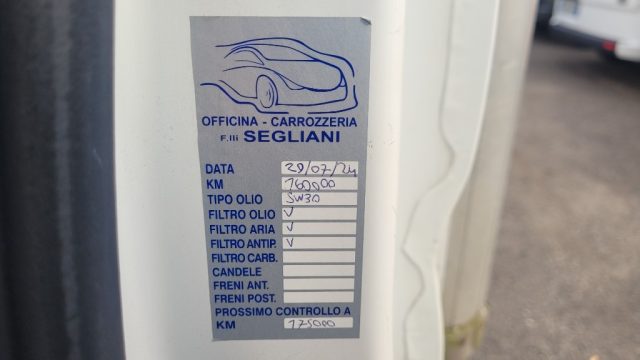 OFFICINA - CARROZZERIA
F.lli SEGLIANI
DATA 29/07/24
KM 160000
TIPO OLIO 5W30
FILTRO OLIO V
FILTRO ARIA V
FILTRO ANTIP. V
FILTRO CARB.
CANDELE
FRENI ANT.
FRENI POST.
PROSSIMO CONTROLLO A
KM 175000